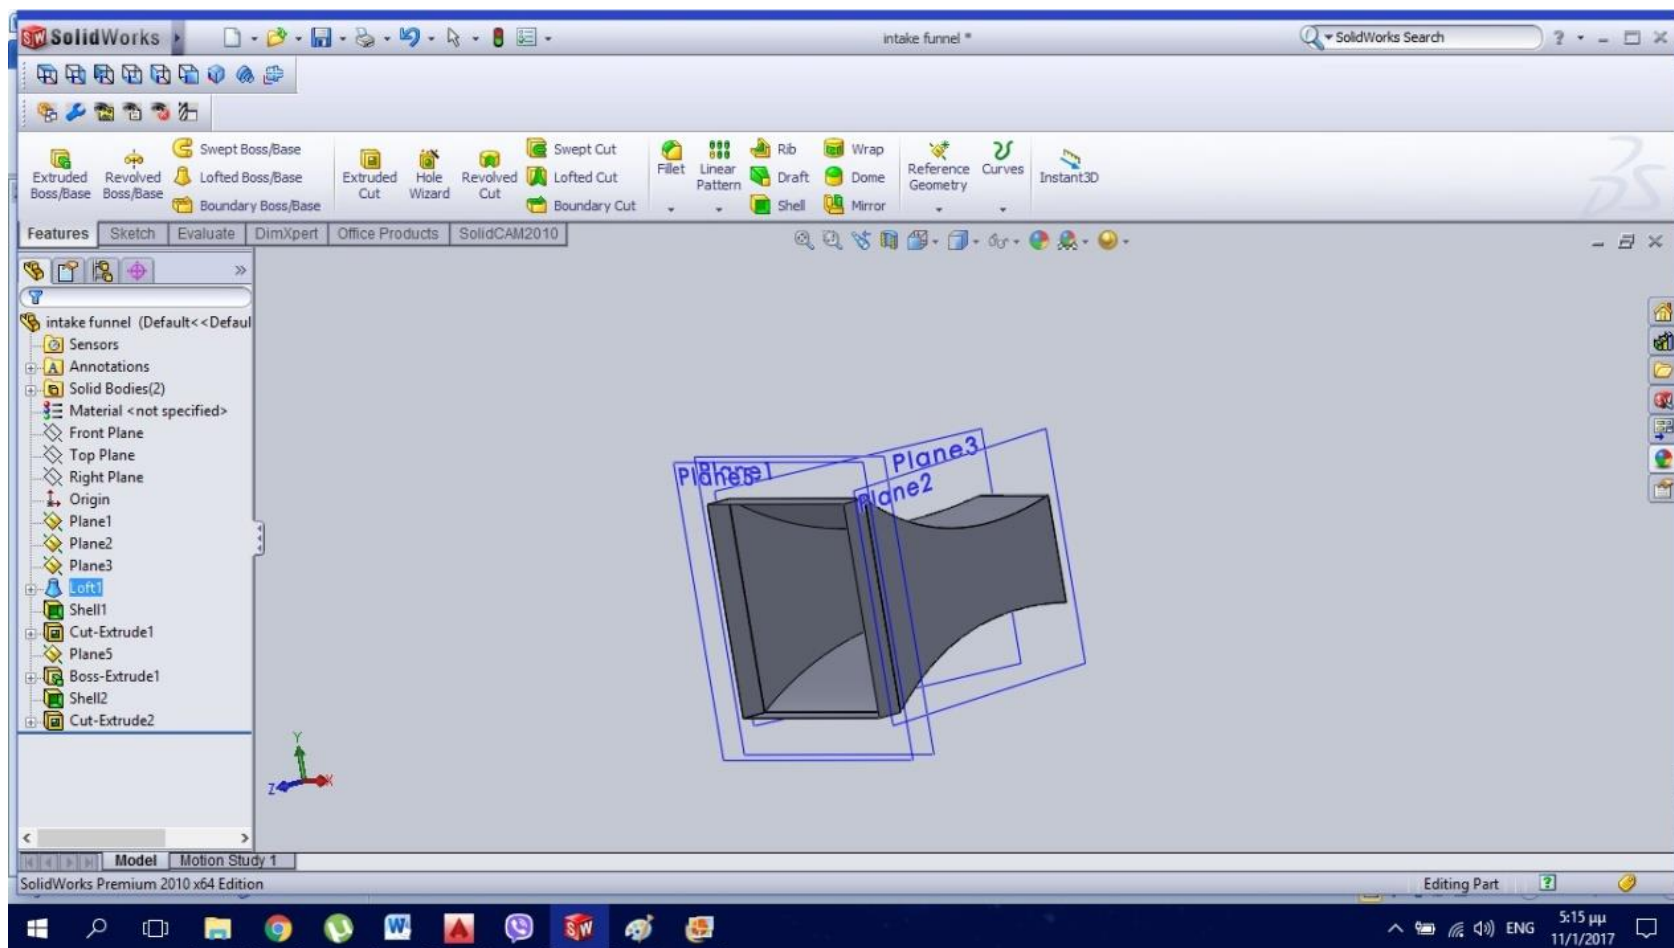 SolidWorks
intake funnel *
SolidWorks Search
Extruded Boss/Base
Revolved Boss/Base
Swept Boss/Base
Lofted Boss/Base
Boundary Boss/Base
Extruded Cut
Hole Wizard
Revolved Cut
Swept Cut
Lofted Cut
Boundary Cut
Fillet
Linear Pattern
Rib
Draft
Shell
Wrap
Dome
Mirror
Reference Geometry
Curves
Instant3D
Features Sketch Evaluate DimXpert Office Products SolidCAM2010
intake funnel (Default<<Defaul
Sensors
Annotations
Solid Bodies(2)
Material <not specified>
Front Plane
Top Plane
Right Plane
Origin
Plane1
Plane2
Plane3
Loft1
Shell1
Cut-Extrude1
Plane5
Boss-Extrude1
Shell2
Cut-Extrude2
Plane3
Plane2
Y
Z
X
Model Motion Study 1
SolidWorks Premium 2010 x64 Edition
Editing Part
ENG
5:15 μμ
11/1/2017